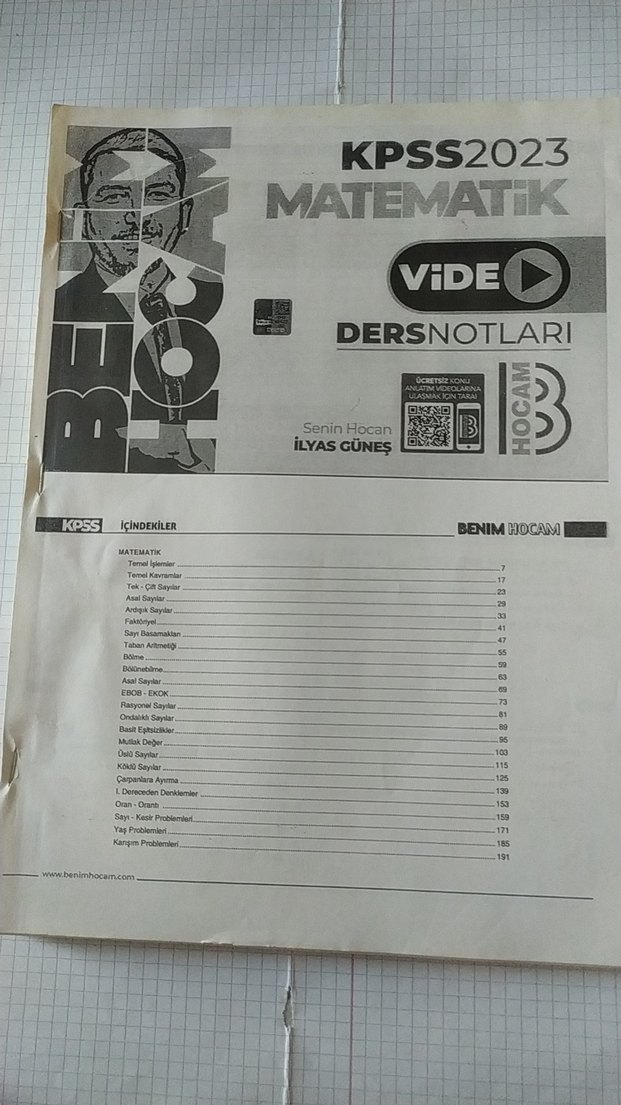 BENİM HOCAM
KPSS2023
MATEMATİK
ViDE
DERSNOTLARI
ÜCRETSİZ KONU
ANLATIM VİDEOLARINA
ULAŞMAK İÇİN TARA!
HOCAM
B
Senin Hocan
İLYAS GÜNEŞ
KPSS İÇİNDEKİLER BENIM HOCAM
MATEMATİK
Temel İşlemler 7
Temel Kavramlar 17
Tek - Çift Sayılar 23
Asal Sayılar 29
Ardışık Sayılar 33
Faktöriyel 41
Sayı Basamakları 47
Taban Aritmetiği 55
Bölme 59
Bölünebilme 63
Asal Sayılar 69
EBOB - EKOK 73
Rasyonel Sayılar 81
Ondalıklı Sayılar 89
Basit Eşitsizlikler 95
Mutlak Değer 103
Üslü Sayılar 115
Köklü Sayılar 125
Çarpanlara Ayırma 139
I. Dereceden Denklemler 153
Oran - Orantı 159
Sayı - Kesir Problemleri 171
Yaş Problemleri 185
Karışım Problemleri 191
www.benimhocam.com